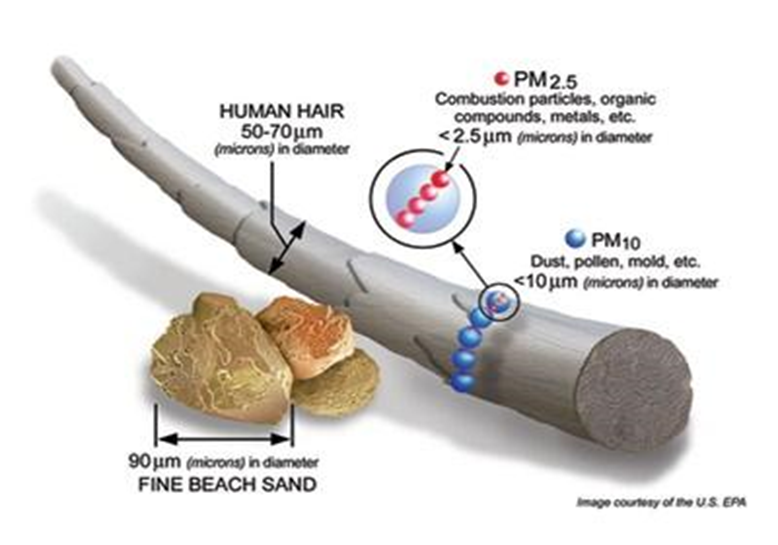 PM2.5
Combustion particles, organic
compounds, metals, etc.
<2.5µm (microns) in diameter
HUMAN HAIR
50-70µm
(microns) in diameter
PM10
Dust, pollen, mold, etc.
<10µm (microns) in diameter
90µm (microns) in diameter
FINE BEACH SAND
Image courtesy of the U.S. EPA